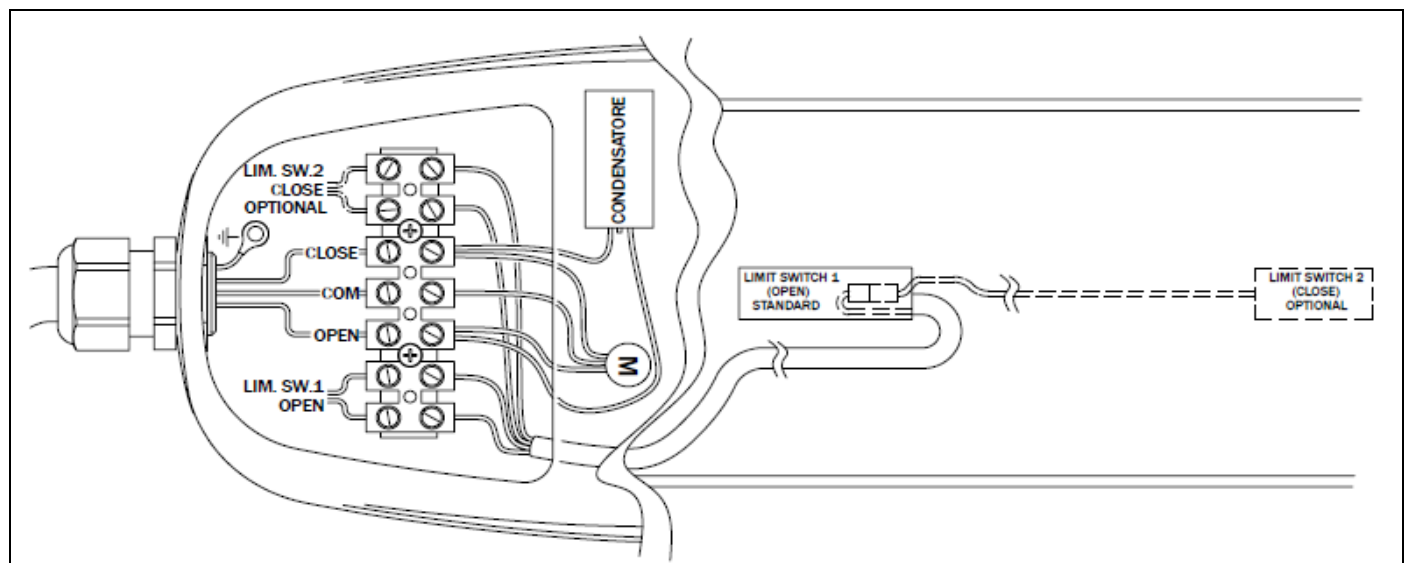 LIM. SW.2
CLOSE
OPTIONAL
CLOSE
COM
OPEN
LIM. SW.1
OPEN
CONDENSATORE
M
LIMIT SWITCH 1
(OPEN)
STANDARD
LIMIT SWITCH 2
(CLOSE)
OPTIONAL